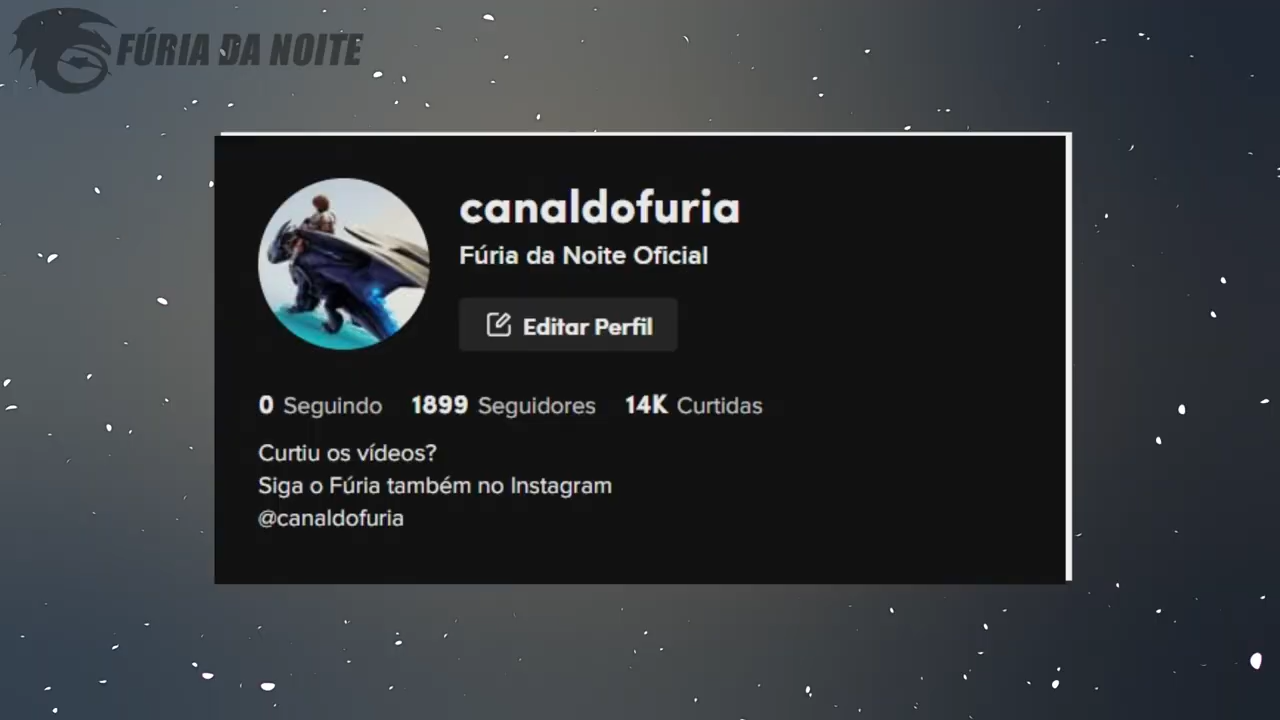 FÚRIA DA NOITE
canaldofuria
Fúria da Noite Oficial
Editar Perfil
0 Seguindo 1899 Seguidores 14K Curtidas
Curtiu os vídeos?
Siga o Fúria também no Instagram
@canaldofuria